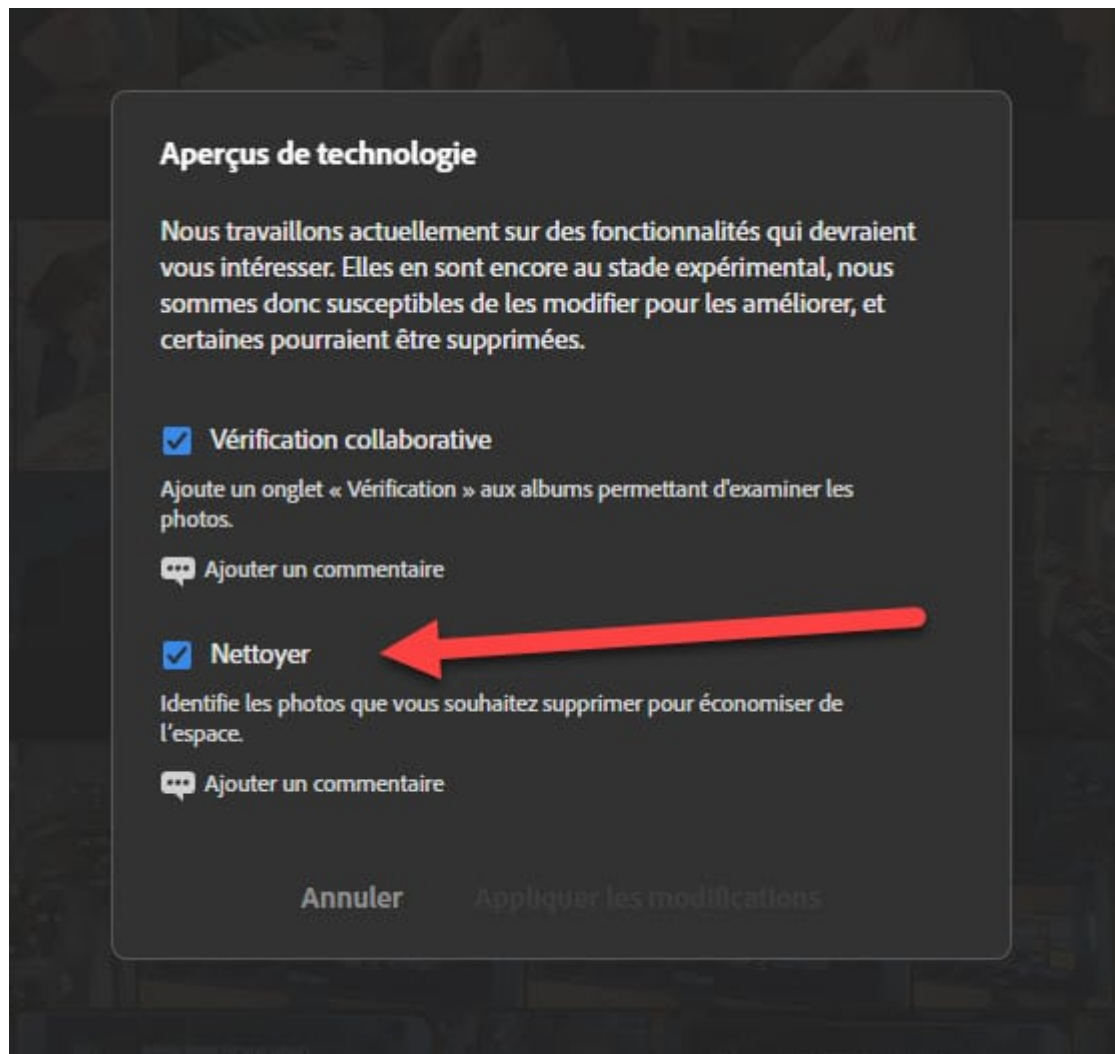 Aperçus de technologie
Nous travaillons actuellement sur des fonctionnalités qui devraient
vous intéresser. Elles en sont encore au stade expérimental, nous
sommes donc susceptibles de les modifier pour les améliorer, et
certaines pourraient être supprimées.
Vérification collaborative
Ajoute un onglet « Vérification » aux albums permettant d'examiner les
photos.
Ajouter un commentaire
Nettoyer
Identifie les photos que vous souhaitez supprimer pour économiser de
l’espace.
Ajouter un commentaire
Annuler Appliquer les modifications